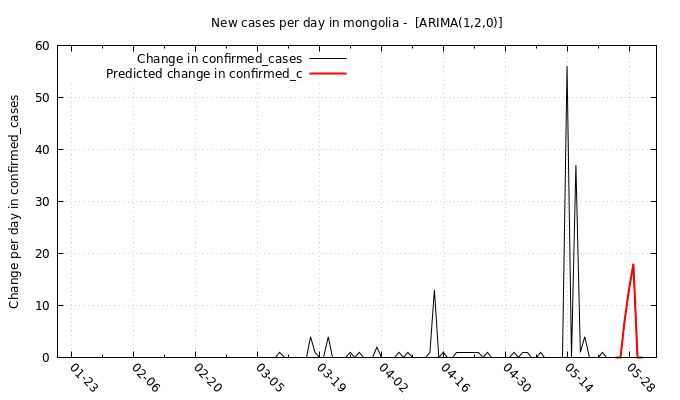 New cases per day in mongolia - [ARIMA(1,2,0)]
Change in confirmed_cases
Predicted change in confirmed_c
Change per day in confirmed_cases
60
50
40
30
20
10
0
01-23 02-06 02-20 03-05 03-19 04-02 04-16 04-30 05-14 05-28